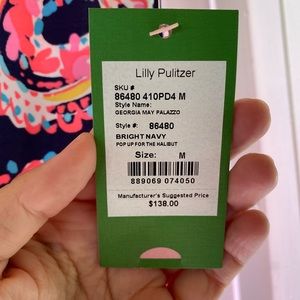 Lilly Pulitzer
SKU #
86480 410PD4 M
Style Name:
GEORGIA MAY PALAZZO
Style #: 86480
BRIGHT NAVY
POP UP FOR THE HALIBUT
Size: M
889069 074050
Manufacturer's Suggested Price
$138.00